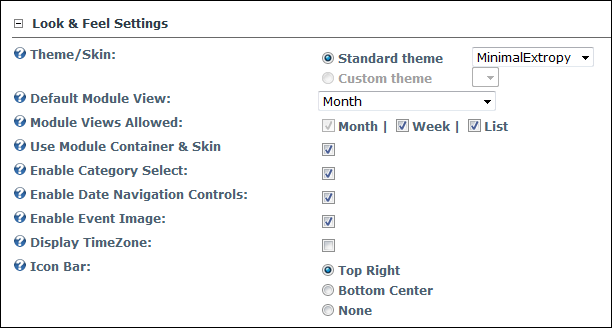 Look & Feel Settings
Theme/Skin: Standard theme MinimalExtropy
Custom theme
Default Module View: Month
Module Views Allowed: Month | Week | List
Use Module Container & Skin
Enable Category Select:
Enable Date Navigation Controls:
Enable Event Image:
Display TimeZone:
Icon Bar: Top Right
Bottom Center
None